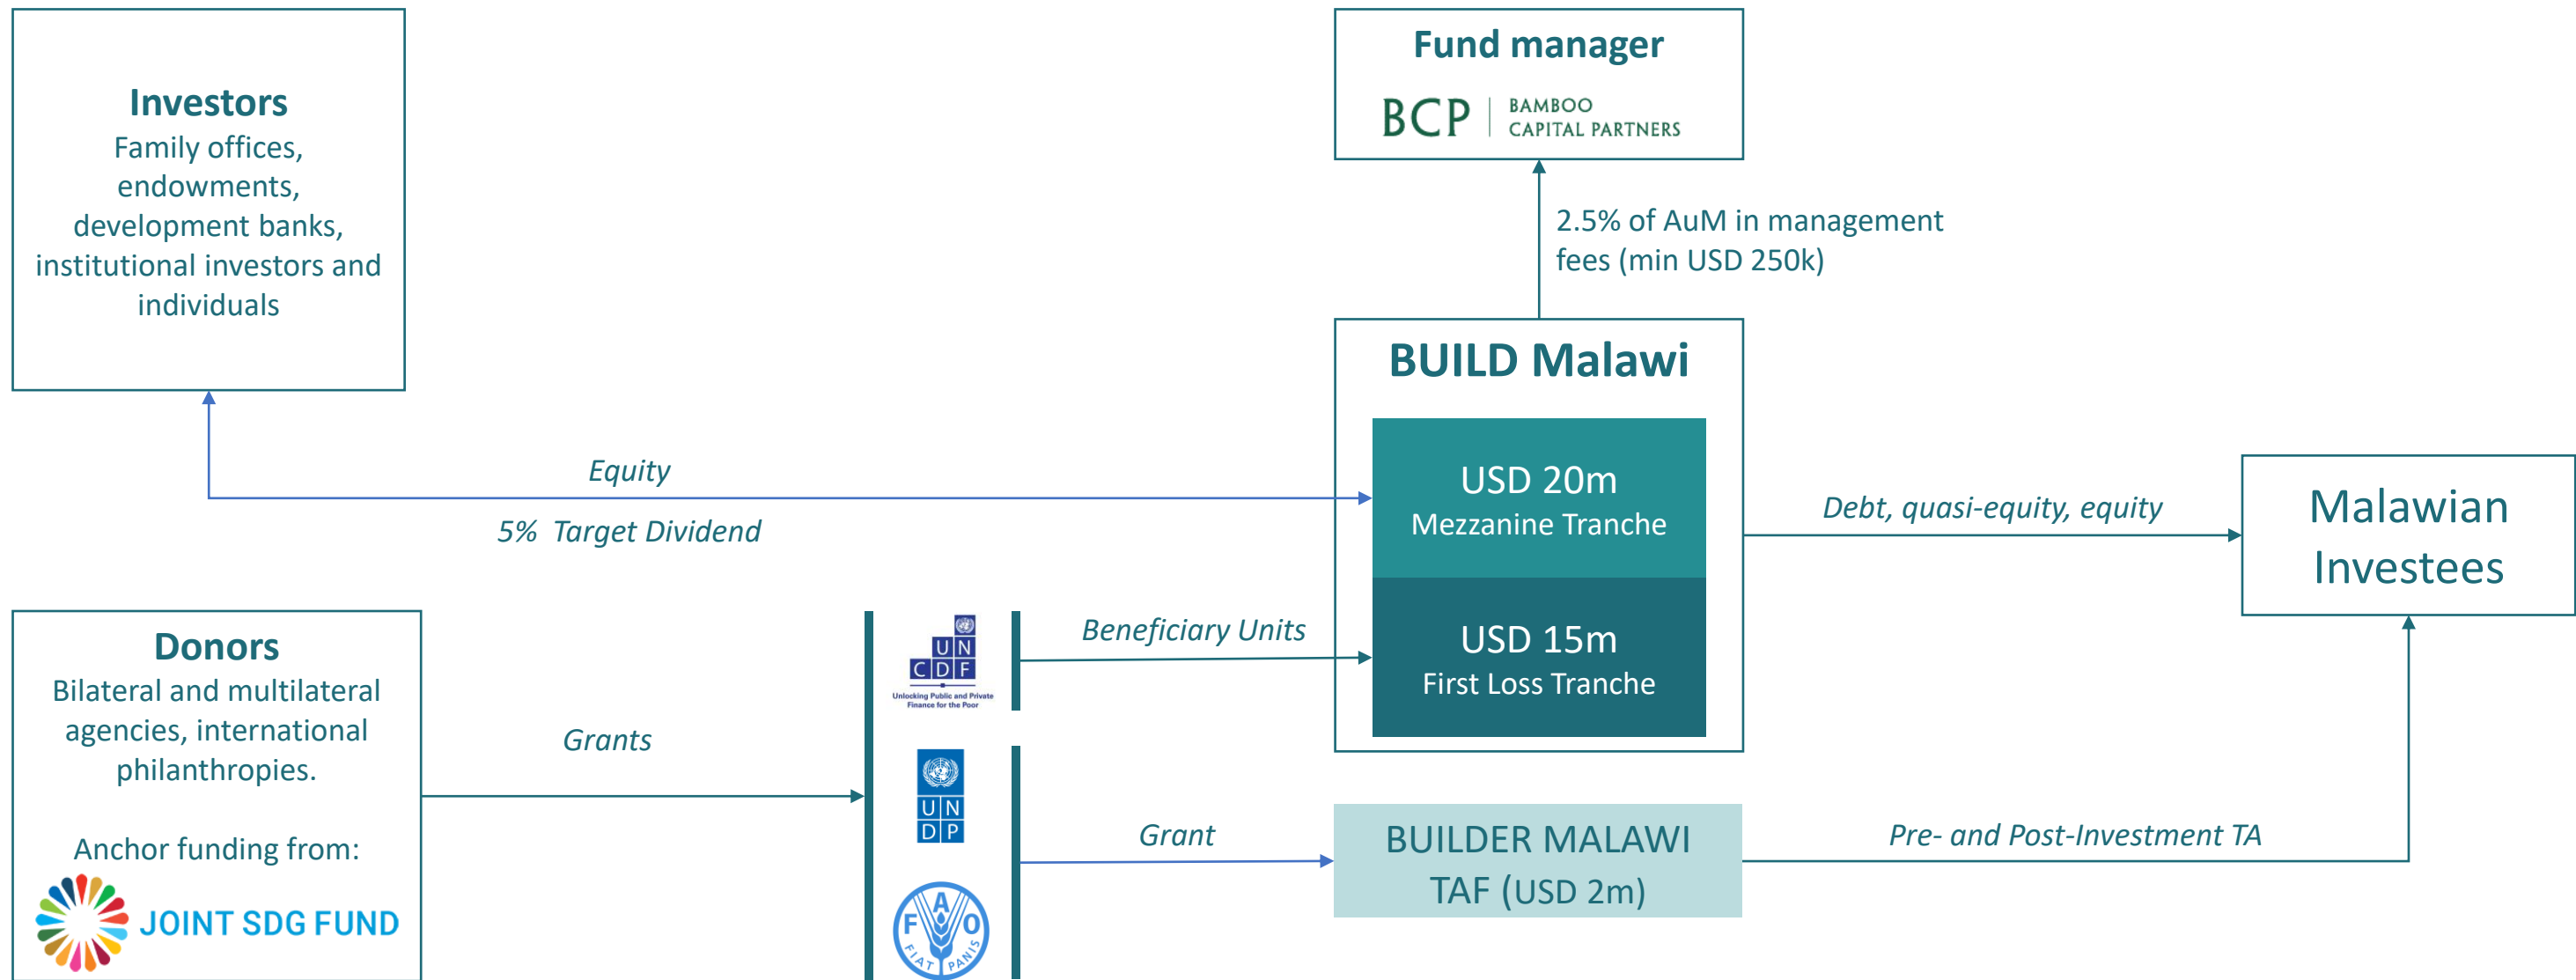 Investors
Family offices,
endowments,
development banks,
institutional investors and
individuals
Fund manager
BCP
BAMBOO
CAPITAL PARTNERS
2.5% of AuM in management
fees (min USD 250k)
BUILD Malawi
USD 20m
Mezzanine Tranche
USD 15m
First Loss Tranche
Equity
5% Target Dividend
Debt, quasi-equity, equity
Malawian
Investees
Donors
Bilateral and multilateral
agencies, international
philanthropies.
Anchor funding from:
JOINT SDG FUND
Grants
UN
CDF
Unlocking Public and Private
Finance for the Poor
Beneficiary Units
UN
DP
FAO
FIAT PANIS
Grant
BUILDER MALAWI
TAF (USD 2m)
Pre- and Post-Investment TA